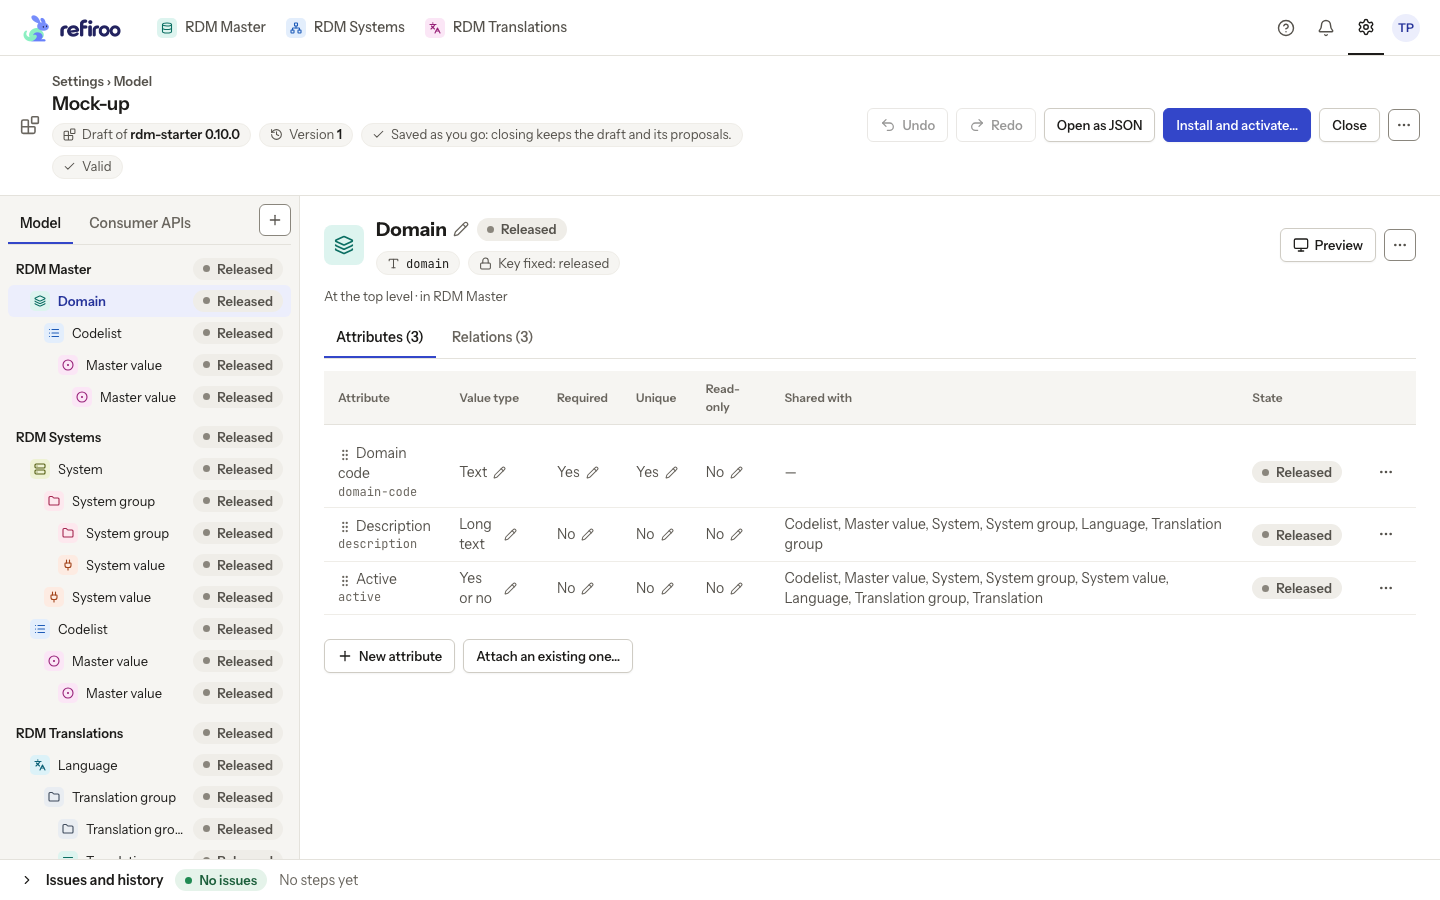 refiroo
RDM Master
RDM Systems
RDM Translations
TP
Settings › Model
Mock-up
Draft of rdm-starter 0.10.0
Version 1
Saved as you go: closing keeps the draft and its proposals.
Valid
Undo
Redo
Open as JSON
Install and activate...
Close
Model
Consumer APIs
RDM Master Released
Domain Released
Codelist Released
Master value Released
Master value Released
RDM Systems Released
System Released
System group Released
System group Released
System value Released
System value Released
Codelist Released
Master value Released
Master value Released
RDM Translations Released
Language Released
Translation group Released
Translation gro... Released
Domain
Released
domain
Key fixed: released
Preview
At the top level · in RDM Master
Attributes (3)
Relations (3)
Attribute Value type Required Unique Read-only Shared with State
Domain code
domain-code
Text Yes Yes No — Released
Description
description
Long text No No No Codelist, Master value, System, System group, Language, Translation
group
Released
Active
active
Yes or no No No No Codelist, Master value, System, System group, System value,
Language, Translation group, Translation
Released
New attribute
Attach an existing one...
Issues and history
No issues
No steps yet